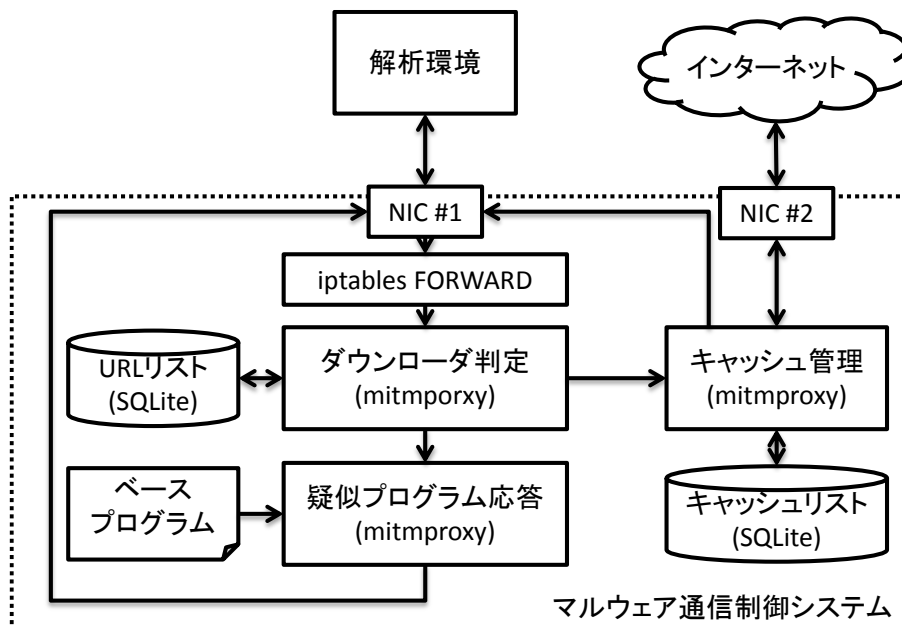 解析環境
インターネット
NIC #1
NIC #2
iptables FORWARD
URLリスト
(SQLite)
ダウンローダ判定
(mitmporxy)
キャッシュ管理
(mitmproxy)
ベース
プログラム
疑似プログラム応答
(mitmproxy)
キャッシュリスト
(SQLite)
マルウェア通信制御システム